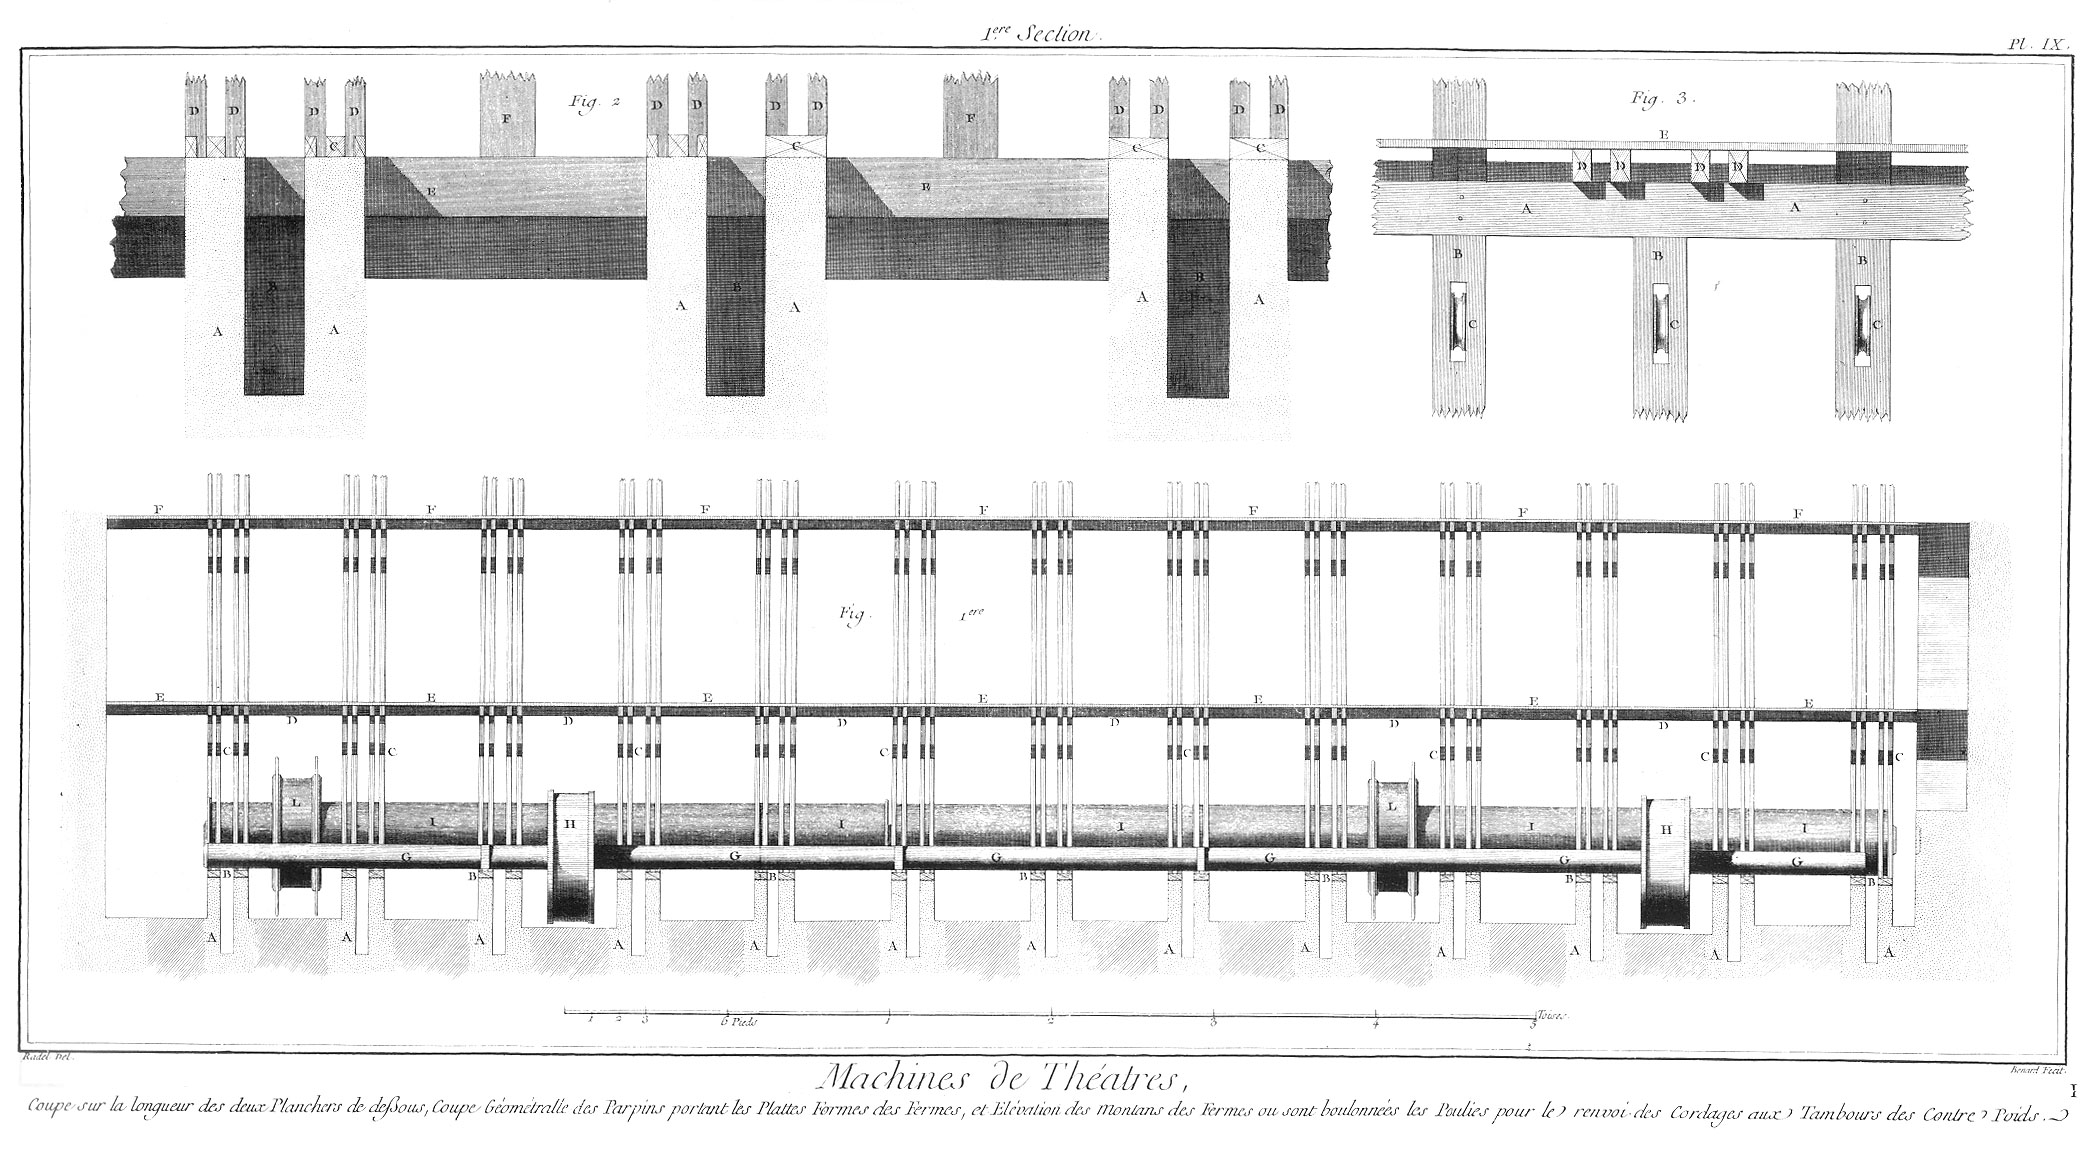 1.ere Section.
Pl. IX.
D D D D F Fig. 2 D D D D F D D D D
C C C C
E E
B B B
A A A A A A
Fig. 3.
E
D D D D
A A
B B B
C C C
F F F F F F F
Fig. 1ere
E E E E E E E
D D D D D D
C C C C C C C C
L L
I H I I I H I
G G G G G G
B B B B B B B B
A A A A A A A A A A A A A
1 2 3 6 Pieds 1 2 3 4 5 Toises.
Radel Del.
Benard Fecit.
Machines de Théatres,
Coupe sur la longueur des deux Planchers de dessous, Coupe Géométralle des Parpins portant les Plattes Formes des Fermes, et Elévation des montans des Fermes ou sont boulonnées les Poulies pour le renvoi des Cordages aux Tambours des Contre Poids.